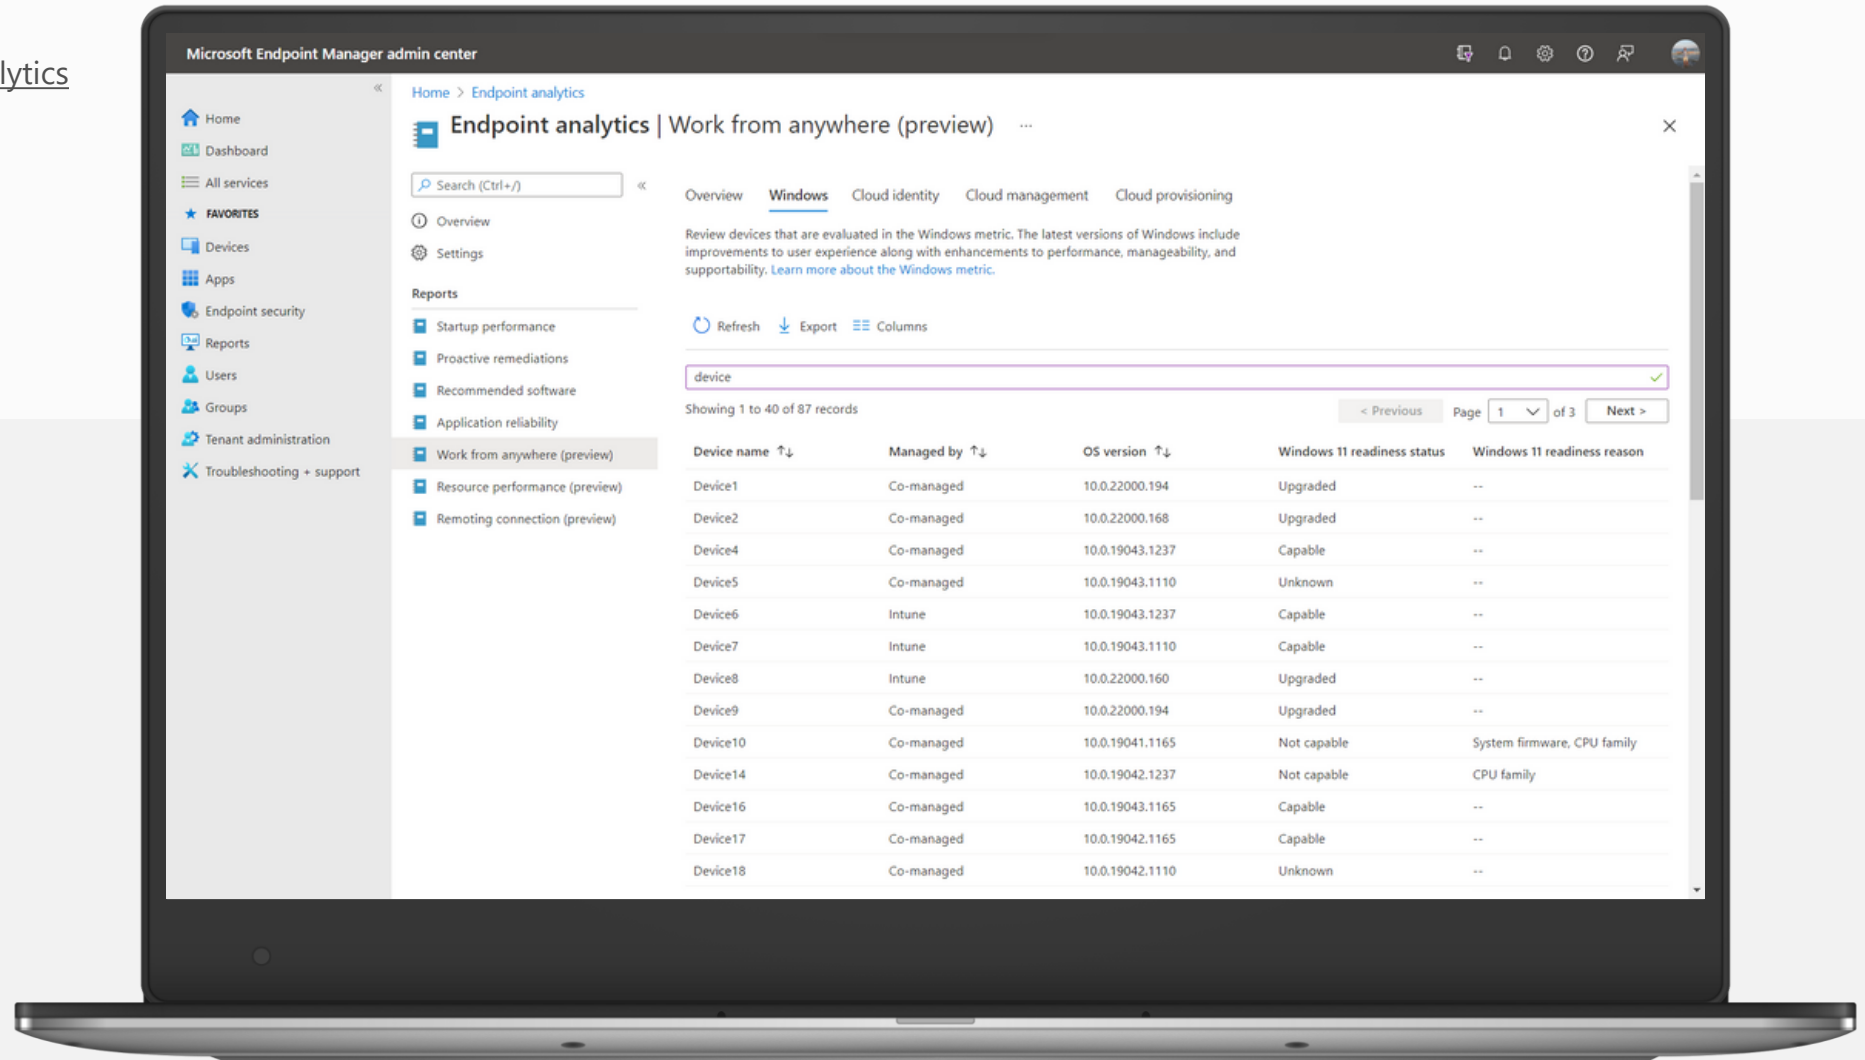 lytics
Microsoft Endpoint Manager admin center
Home
Dashboard
All services
FAVORITES
Devices
Apps
Endpoint security
Reports
Users
Groups
Tenant administration
Troubleshooting + support
Home > Endpoint analytics
Endpoint analytics | Work from anywhere (preview) ...
Search (Ctrl+/)
Overview
Settings
Reports
Startup performance
Proactive remediations
Recommended software
Application reliability
Work from anywhere (preview)
Resource performance (preview)
Remoting connection (preview)
Overview Windows Cloud identity Cloud management Cloud provisioning
Review devices that are evaluated in the Windows metric. The latest versions of Windows include
improvements to user experience along with enhancements to performance, manageability, and
supportability. Learn more about the Windows metric.
Refresh Export Columns
device
Showing 1 to 40 of 87 records < Previous Page 1 of 3 Next >
Device name Managed by OS version Windows 11 readiness status Windows 11 readiness reason
Device1 Co-managed 10.0.22000.194 Upgraded --
Device2 Co-managed 10.0.22000.168 Upgraded --
Device4 Co-managed 10.0.19043.1237 Capable --
Device5 Co-managed 10.0.19043.1110 Unknown --
Device6 Intune 10.0.19043.1237 Capable --
Device7 Intune 10.0.19043.1110 Capable --
Device8 Intune 10.0.22000.160 Upgraded --
Device9 Co-managed 10.0.22000.194 Upgraded --
Device10 Co-managed 10.0.19041.1165 Not capable System firmware, CPU family
Device14 Co-managed 10.0.19042.1237 Not capable CPU family
Device16 Co-managed 10.0.19043.1165 Capable --
Device17 Co-managed 10.0.19042.1165 Capable --
Device18 Co-managed 10.0.19042.1110 Unknown --